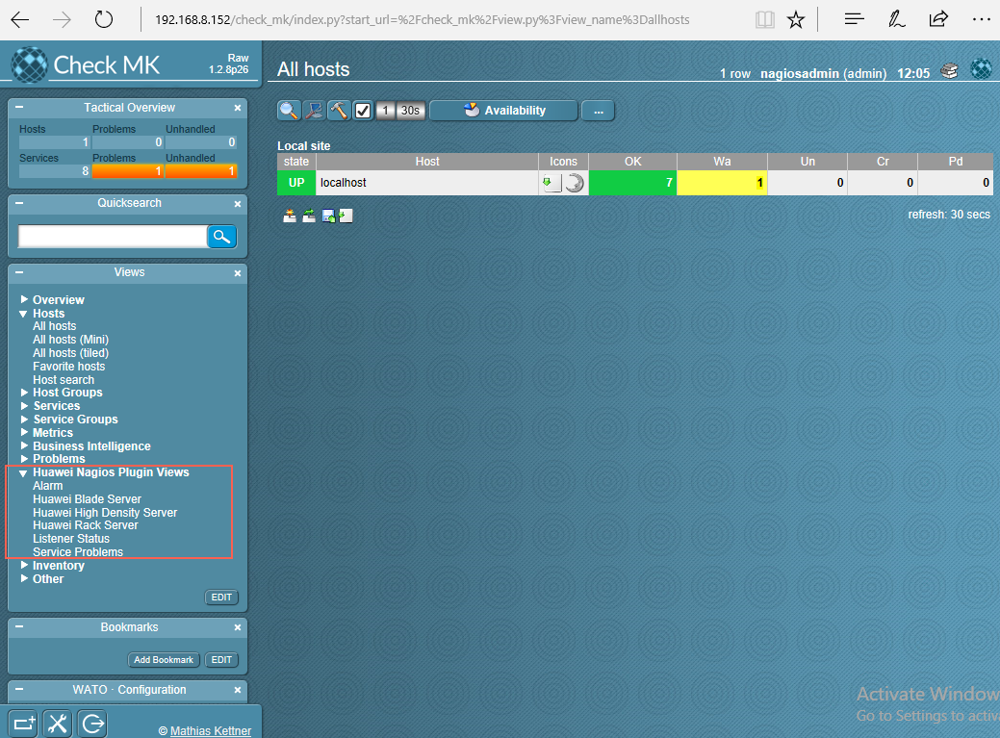 192.168.8.152/check_mk/index.py?start_url=%2Fcheck_mk%2Fview.py%3Fview_name%3Dallhosts
Check MK
Raw
1.2.8p26
All hosts
1 row nagiosadmin (admin) 12:05
Tactical Overview
Hosts Problems Unhandled
1 0 0
Services Problems Unhandled
8 1 1
Quicksearch
Views
Overview
Hosts
All hosts
All hosts (Mini)
All hosts (tiled)
Favorite hosts
Host search
Host Groups
Services
Service Groups
Metrics
Business Intelligence
Problems
Huawei Nagios Plugin Views
Alarm
Huawei Blade Server
Huawei High Density Server
Huawei Rack Server
Listener Status
Service Problems
Inventory
Other
EDIT
Bookmarks
Add Bookmark EDIT
WATO · Configuration
© Mathias Kettner
1 30s Availability ...
Local site
state Host Icons OK Wa Un Cr Pd
UP localhost 7 1 0 0 0
refresh: 30 secs
Activate Window
Go to Settings to activa